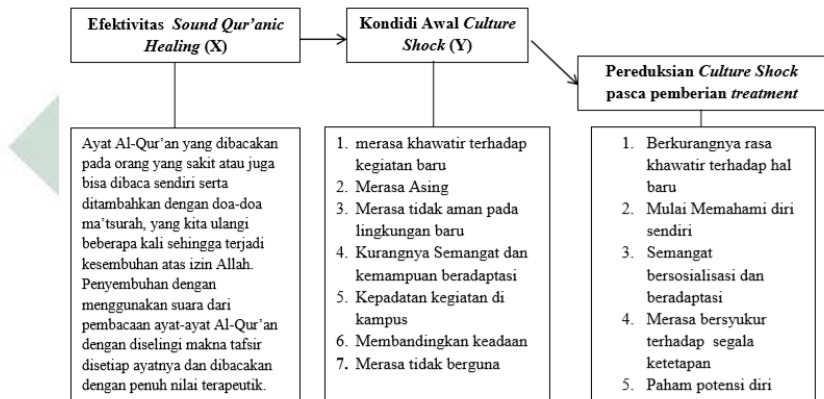 Efektivitas Sound Qur'anic
Healing (X)
Kondidi Awal Culture
Shock (Y)
Pereduksian Culture Shock
pasca pemberian treatment
Ayat Al-Qur'an yang dibacakan
pada orang yang sakit atau juga
bisa dibaca sendiri serta
ditambahkan dengan doa-doa
ma'tsurah, yang kita ulangi
beberapa kali sehingga terjadi
kesembuhan atas izin Allah.
Penyembuhan dengan
menggunakan suara dari
pembacaan ayat-ayat Al-Qur'an
dengan diselingi makna tafsir
disetiap ayatnya dan dibacakan
dengan penuh nilai terapeutik.
1. merasa khawatir terhadap
kegiatan baru
2. Merasa Asing
3. Merasa tidak aman pada
lingkungan baru
4. Kurangnya Semangat dan
kemampuan beradaptasi
5. Kepadatan kegiatan di
kampus
6. Membandingkan keadaan
7. Merasa tidak berguna
1. Berkurangnya rasa
khawatir terhadap hal
baru
2. Mulai Memahami diri
sendiri
3. Semangat
bersosialisasi dan
beradaptasi
4. Merasa bersyukur
terhadap segala
ketetapan
5. Paham potensi diri